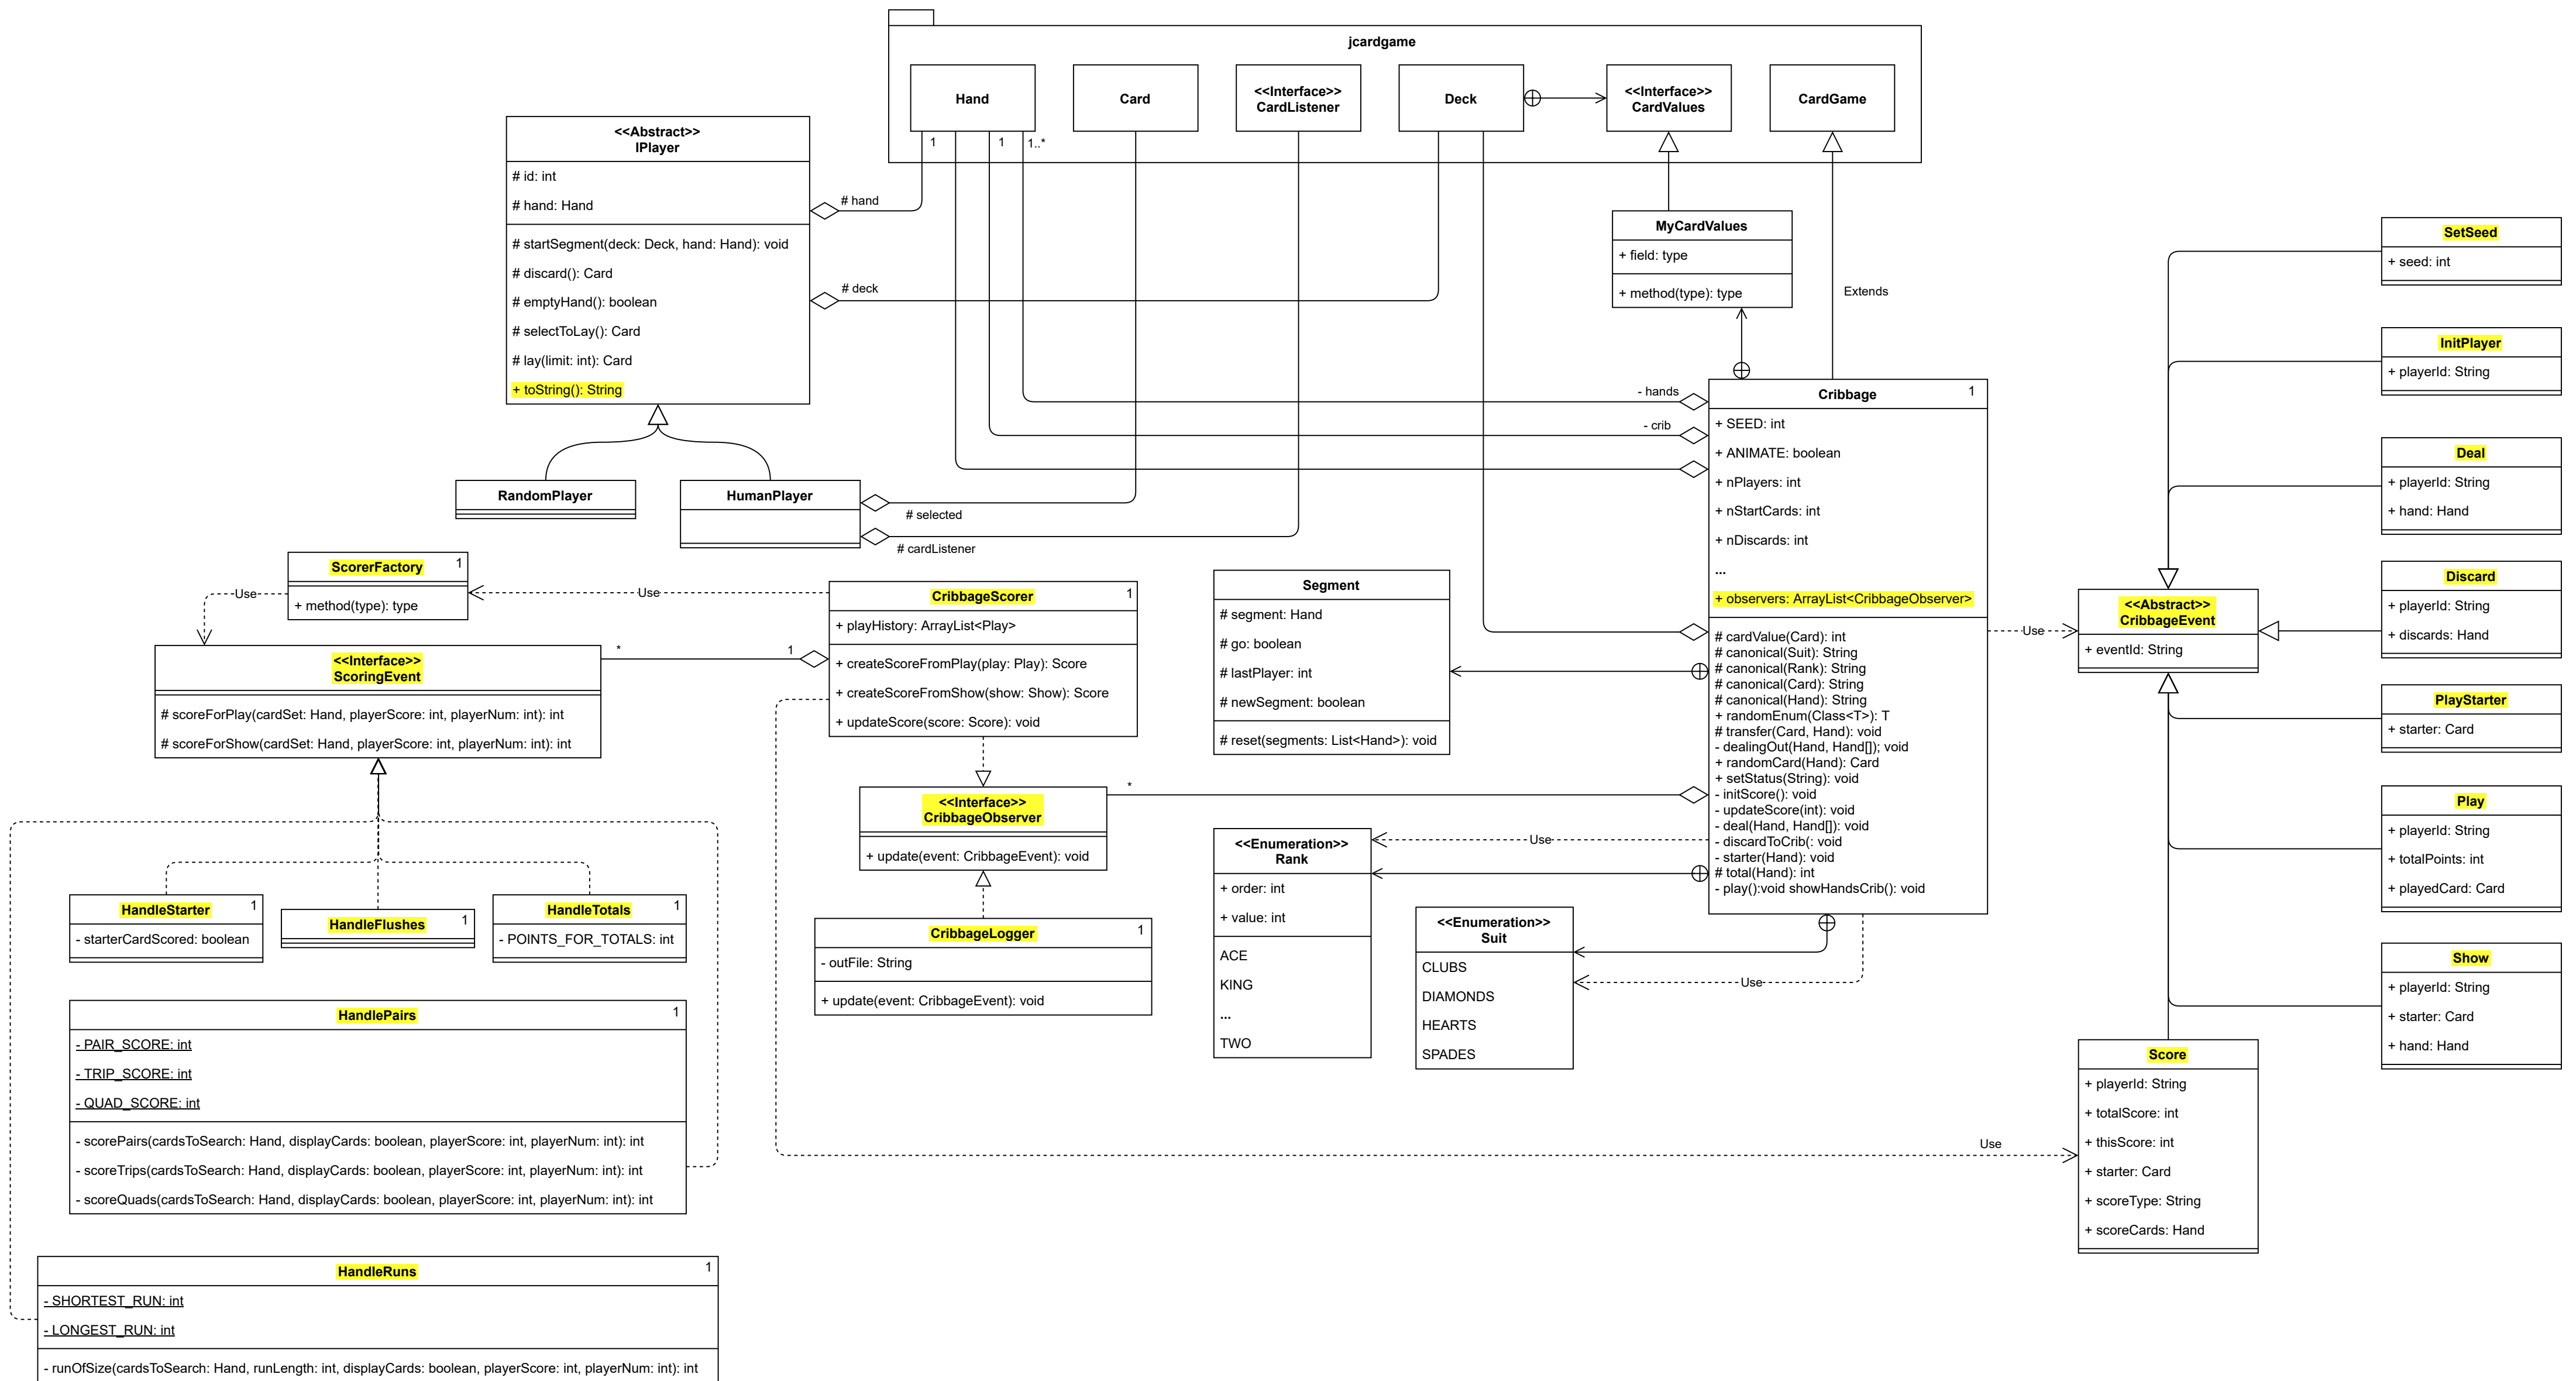 jcardgame
Hand
Card
<<Interface>>
CardListener
Deck
<<Interface>>
CardValues
CardGame
1
1
1..*
<<Abstract>>
IPlayer
# id: int
# hand: Hand
# startSegment(deck: Deck, hand: Hand): void
# discard(): Card
# emptyHand(): boolean
# selectToLay(): Card
# lay(limit: int): Card
+ toString(): String
# hand
# deck
MyCardValues
+ field: type
+ method(type): type
Extends
RandomPlayer
HumanPlayer
# selected
# cardListener
- hands
- crib
Cribbage
1
+ SEED: int
+ ANIMATE: boolean
+ nPlayers: int
+ nStartCards: int
+ nDiscards: int
...
+ observers: ArrayList<CribbageObserver>
# cardValue(Card): int
# canonical(Suit): String
# canonical(Rank): String
# canonical(Card): String
# canonical(Hand): String
+ randomEnum(Class<T>): T
# transfer(Card, Hand): void
- dealingOut(Hand, Hand[]); void
+ randomCard(Hand): Card
+ setStatus(String): void
- initScore(): void
- updateScore(int): void
- deal(Hand, Hand[]): void
- discardToCrib(: void
- starter(Hand): void
# total(Hand): int
- play():void showHandsCrib(): void
ScorerFactory
1
+ method(type): type
Use
Use
<<Interface>>
ScoringEvent
# scoreForPlay(cardSet: Hand, playerScore: int, playerNum: int): int
# scoreForShow(cardSet: Hand, playerScore: int, playerNum: int): int
*
1
CribbageScorer
1
+ playHistory: ArrayList<Play>
+ createScoreFromPlay(play: Play): Score
+ createScoreFromShow(show: Show): Score
+ updateScore(score: Score): void
<<Interface>>
CribbageObserver
+ update(event: CribbageEvent): void
*
CribbageLogger
1
- outFile: String
+ update(event: CribbageEvent): void
Segment
# segment: Hand
# go: boolean
# lastPlayer: int
# newSegment: boolean
# reset(segments: List<Hand>): void
<<Enumeration>>
Rank
+ order: int
+ value: int
ACE
KING
...
TWO
Use
<<Enumeration>>
Suit
CLUBS
DIAMONDS
HEARTS
SPADES
Use
Use
<<Abstract>>
CribbageEvent
+ eventId: String
SetSeed
+ seed: int
InitPlayer
+ playerId: String
Deal
+ playerId: String
+ hand: Hand
Discard
+ playerId: String
+ discards: Hand
PlayStarter
+ starter: Card
Play
+ playerId: String
+ totalPoints: int
+ playedCard: Card
Show
+ playerId: String
+ starter: Card
+ hand: Hand
Score
+ playerId: String
+ totalScore: int
+ thisScore: int
+ starter: Card
+ scoreType: String
+ scoreCards: Hand
Use
HandleStarter
1
- starterCardScored: boolean
HandleFlushes
1
HandleTotals
1
- POINTS_FOR_TOTALS: int
HandlePairs
1
- PAIR_SCORE: int
- TRIP_SCORE: int
- QUAD_SCORE: int
- scorePairs(cardsToSearch: Hand, displayCards: boolean, playerScore: int, playerNum: int): int
- scoreTrips(cardsToSearch: Hand, displayCards: boolean, playerScore: int, playerNum: int): int
- scoreQuads(cardsToSearch: Hand, displayCards: boolean, playerScore: int, playerNum: int): int
HandleRuns
1
- SHORTEST_RUN: int
- LONGEST_RUN: int
- runOfSize(cardsToSearch: Hand, runLength: int, displayCards: boolean, playerScore: int, playerNum: int): int